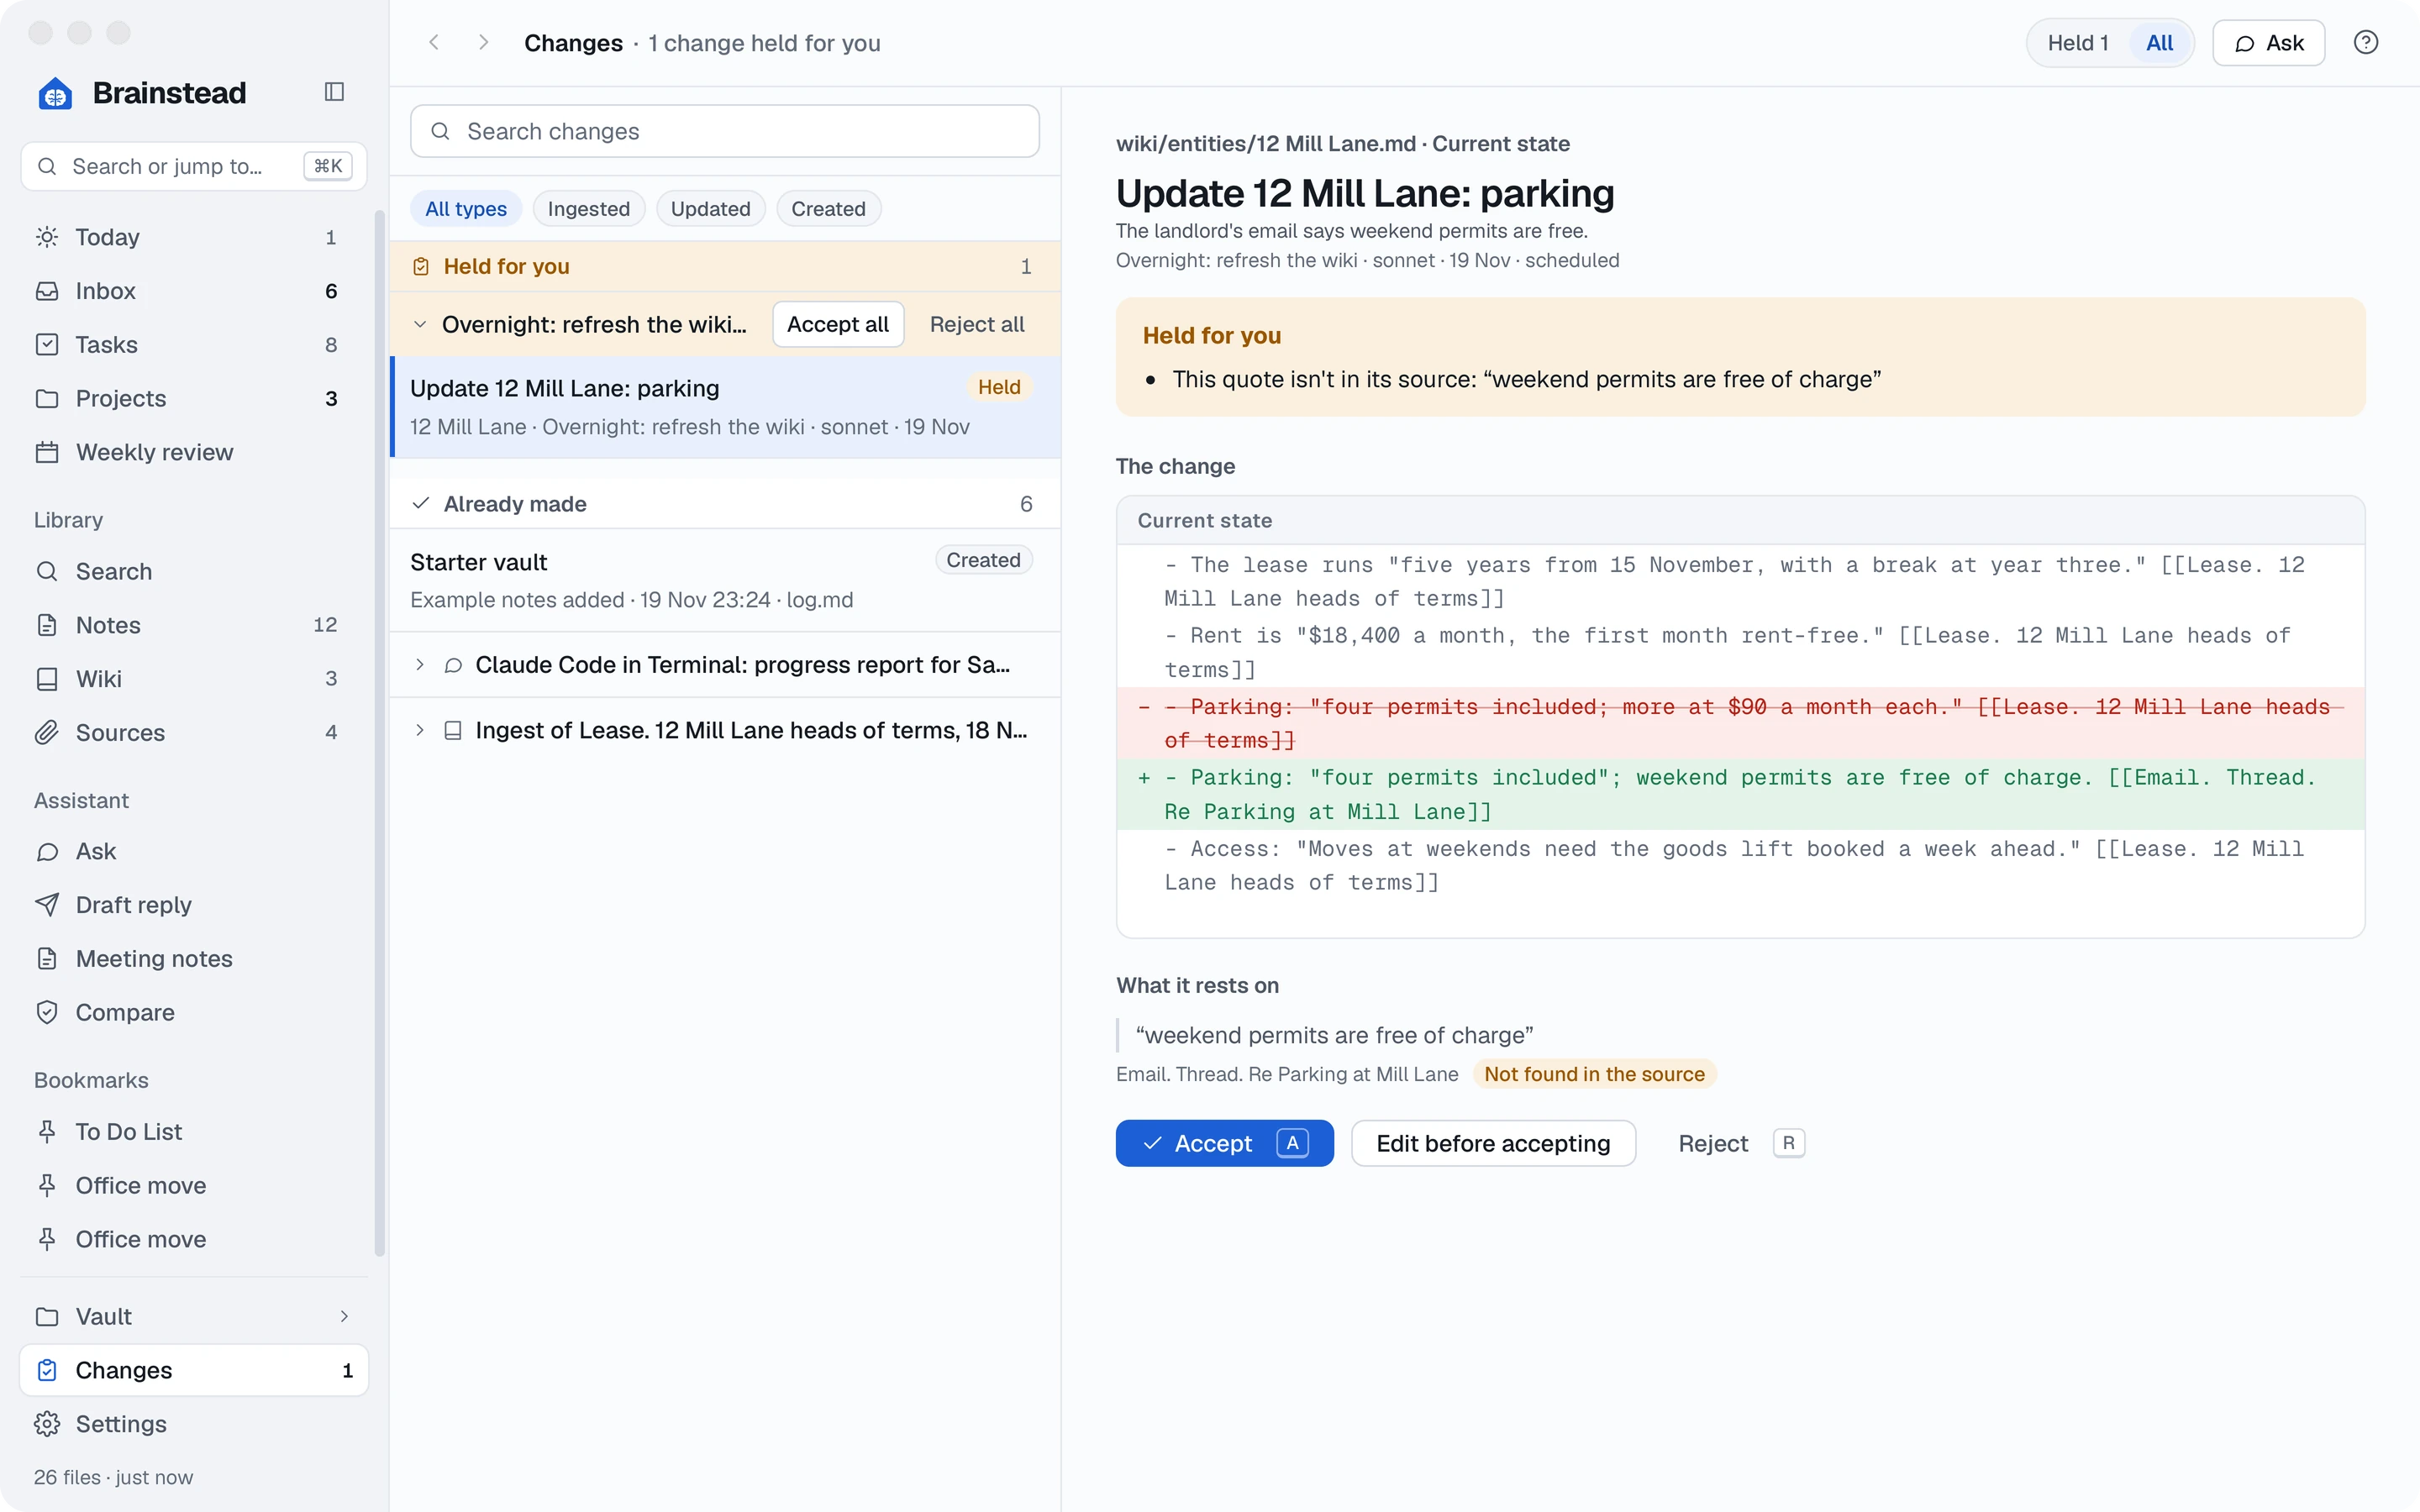 Brainstead
Search or jump to... ⌘K
Today 1
Inbox 6
Tasks 8
Projects 3
Weekly review
Library
Search
Notes 12
Wiki 3
Sources 4
Assistant
Ask
Draft reply
Meeting notes
Compare
Bookmarks
To Do List
Office move
Office move
Vault
Changes 1
Settings
26 files · just now
Changes · 1 change held for you
Held 1 All Ask
Search changes
All types Ingested Updated Created
Held for you 1
Overnight: refresh the wiki... Accept all Reject all
Update 12 Mill Lane: parking Held
12 Mill Lane · Overnight: refresh the wiki · sonnet · 19 Nov
Already made 6
Starter vault Created
Example notes added · 19 Nov 23:24 · log.md
Claude Code in Terminal: progress report for Sa...
Ingest of Lease. 12 Mill Lane heads of terms, 18 N...
wiki/entities/12 Mill Lane.md · Current state
Update 12 Mill Lane: parking
The landlord's email says weekend permits are free.
Overnight: refresh the wiki · sonnet · 19 Nov · scheduled
Held for you
• This quote isn't in its source: “weekend permits are free of charge”
The change
Current state
- The lease runs "five years from 15 November, with a break at year three." [[Lease. 12
Mill Lane heads of terms]]
- Rent is "$18,400 a month, the first month rent-free." [[Lease. 12 Mill Lane heads of
terms]]
- - Parking: "four permits included; more at $90 a month each." [[Lease. 12 Mill Lane heads
of terms]]
+ - Parking: "four permits included"; weekend permits are free of charge. [[Email. Thread.
Re Parking at Mill Lane]]
- Access: "Moves at weekends need the goods lift booked a week ahead." [[Lease. 12 Mill
Lane heads of terms]]
What it rests on
“weekend permits are free of charge”
Email. Thread. Re Parking at Mill Lane Not found in the source
Accept A Edit before accepting Reject R